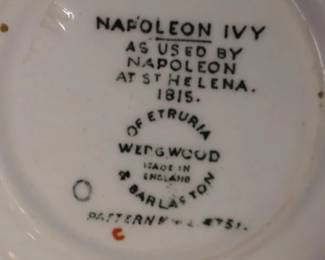 NAPOLEON IVY
AS USED BY
NAPOLEON
AT ST HELENA.
1815.
OF ETRURIA
WEDGWOOD
MADE IN
ENGLAND
& BARLASTON
C